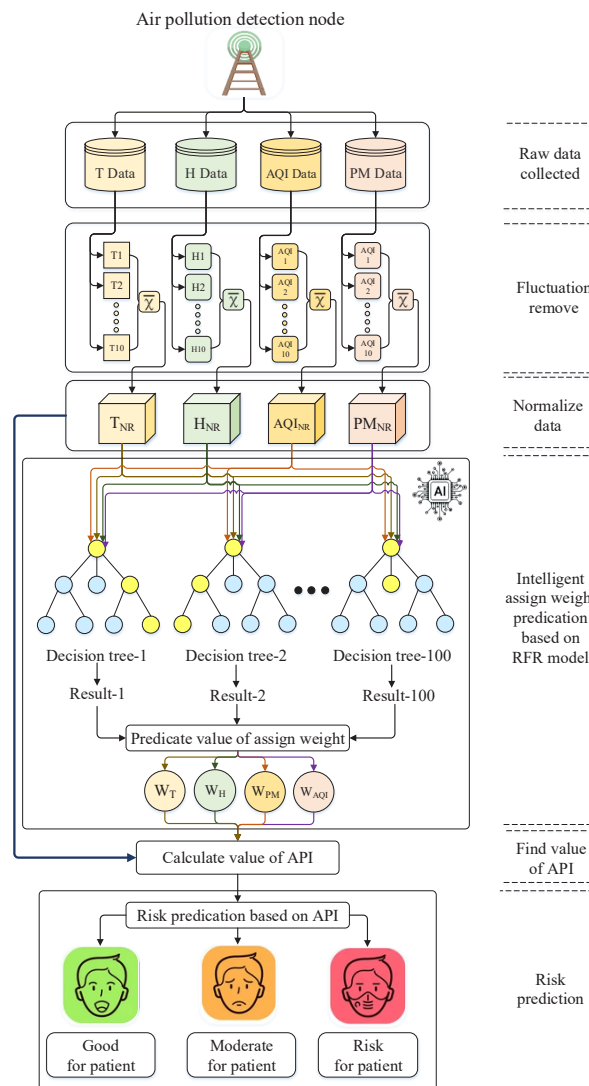 Air pollution detection node
T Data
H Data
AQI Data
PM Data
Raw data
collected
T1
T2
T10
χ
H1
H2
H10
χ
AQI
1
AQI
2
AQI
10
χ
AQI
1
AQI
2
AQI
10
χ
Fluctuation
remove
TNR
HNR
AQINR
PMNR
Normalize
data
AI
Decision tree-1
Decision tree-2
Decision tree-100
Result-1
Result-2
Result-100
Predicate value of assign weight
WT
WH
WPM
WAQI
Intelligent
assign weight
predication
based on
RFR model
Calculate value of API
Find value
of API
Risk predication based on API
Good
for patient
Moderate
for patient
Risk
for patient
Risk
prediction